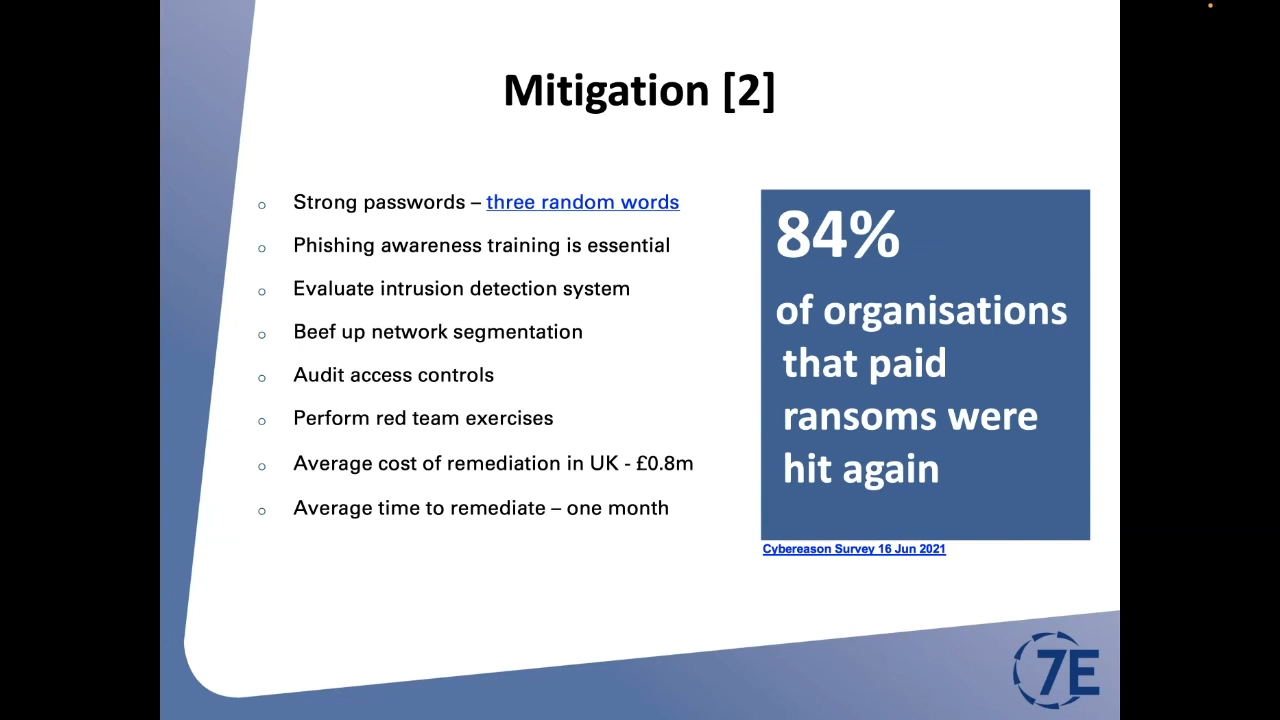 Mitigation [2]
Strong passwords – three random words
Phishing awareness training is essential
Evaluate intrusion detection system
Beef up network segmentation
Audit access controls
Perform red team exercises
Average cost of remediation in UK - £0.8m
Average time to remediate – one month
84%
of organisations
that paid
ransoms were
hit again
Cybereason Survey 16 Jun 2021
7E